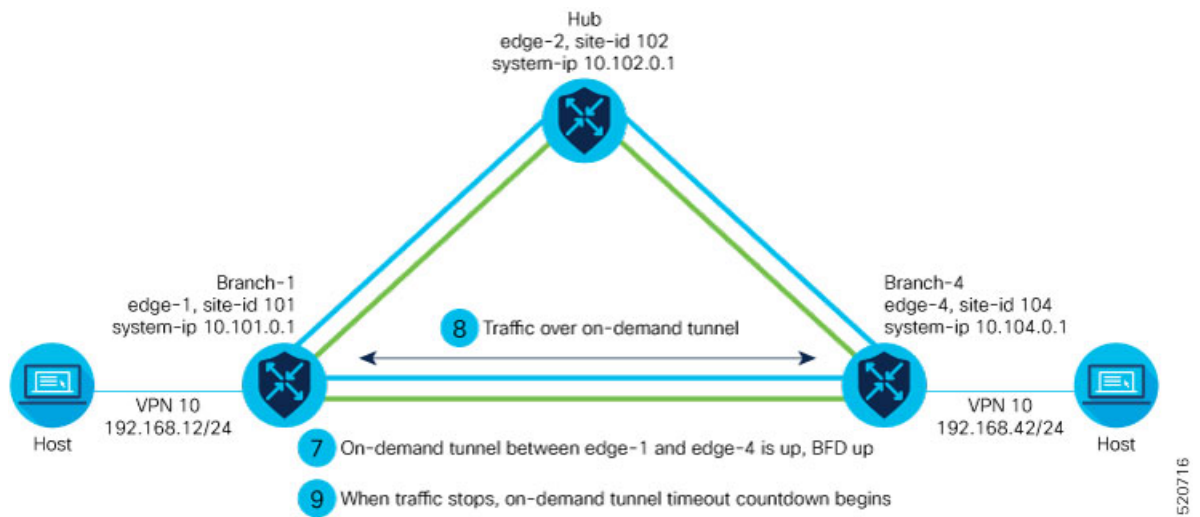 Hub
edge-2, site-id 102
system-ip 10.102.0.1
Branch-1
edge-1, site-id 101
system-ip 10.101.0.1
Branch-4
edge-4, site-id 104
system-ip 10.104.0.1
8 Traffic over on-demand tunnel
VPN 10
192.168.12/24
Host
VPN 10
192.168.42/24
Host
7 On-demand tunnel between edge-1 and edge-4 is up, BFD up
9 When traffic stops, on-demand tunnel timeout countdown begins
520716